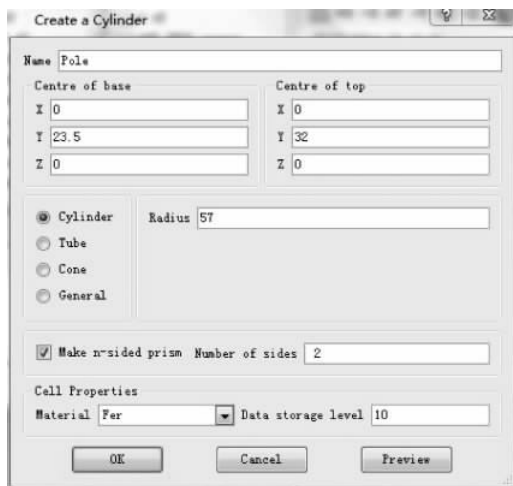 Create a Cylinder
Name Pole
Centre of base
Centre of top
X 0
X 0
Y 23.5
Y 32
Z 0
Z 0
Cylinder
Radius 57
Tube
Cone
General
Make n-sided prism Number of sides 2
Cell Properties
Material Fer Data storage level 10
OK Cancel Preview